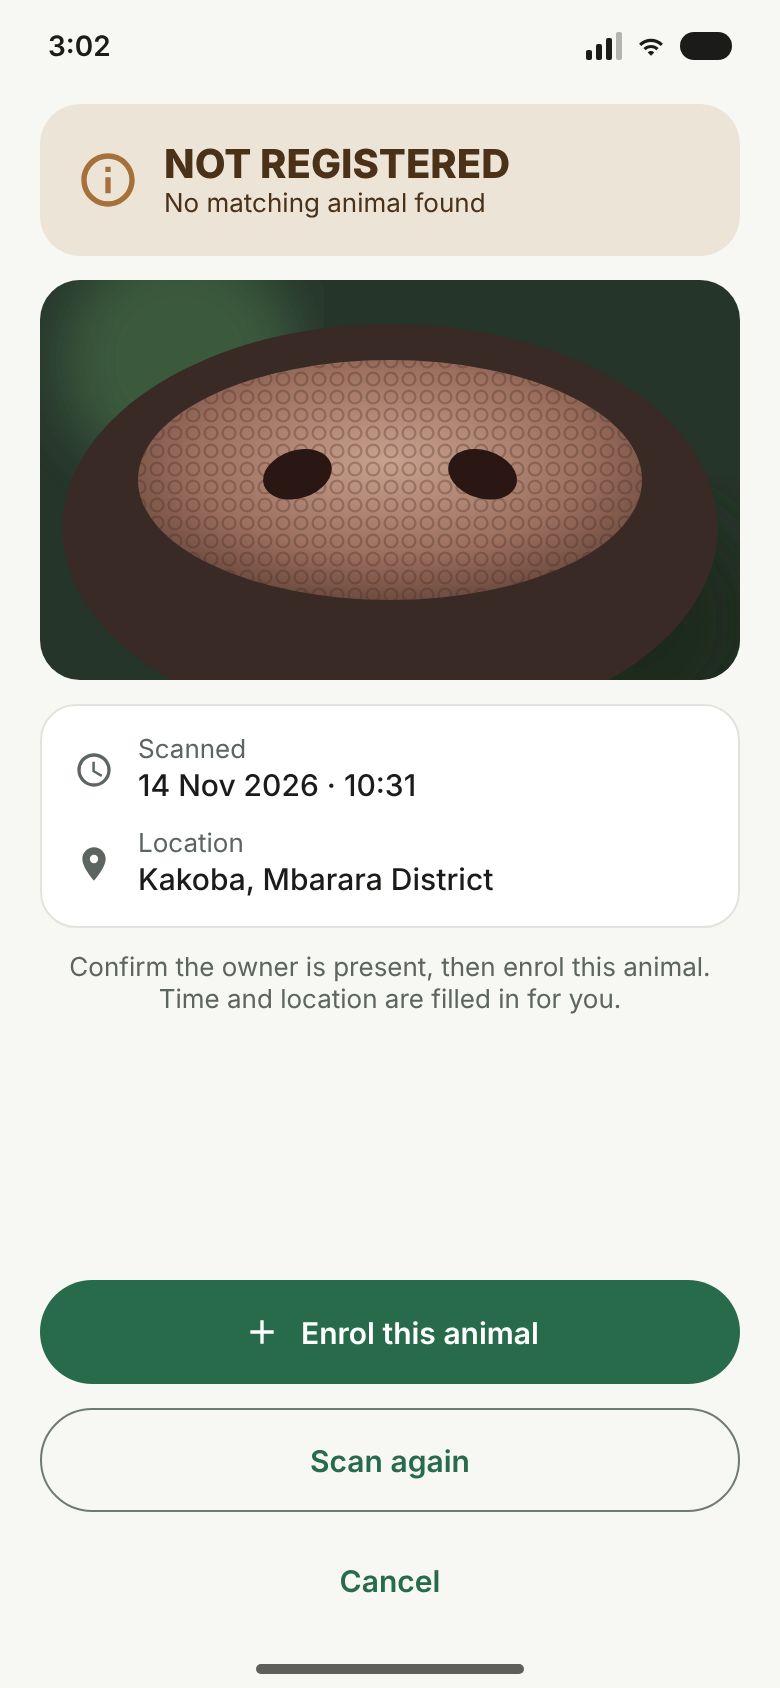 3:02
NOT REGISTERED
No matching animal found
Scanned
14 Nov 2026 · 10:31
Location
Kakoba, Mbarara District
Confirm the owner is present, then enrol this animal.
Time and location are filled in for you.
Enrol this animal
Scan again
Cancel